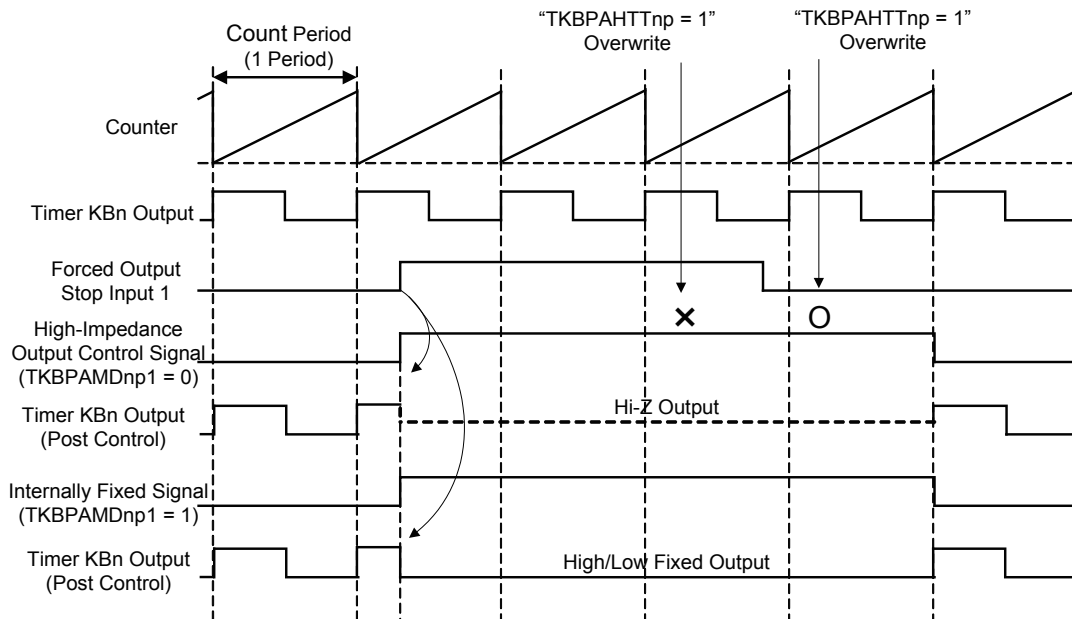 “TKBPAHTTnp = 1”
Overwrite
“TKBPAHTTnp = 1”
Overwrite
Count Period
(1 Period)
Counter
Timer KBn Output
Forced Output
Stop Input 1
× O
High-Impedance
Output Control Signal
(TKBPAMDnp1 = 0)
Timer KBn Output
(Post Control)
Hi-Z Output
Internally Fixed Signal
(TKBPAMDnp1 = 1)
Timer KBn Output
(Post Control)
High/Low Fixed Output